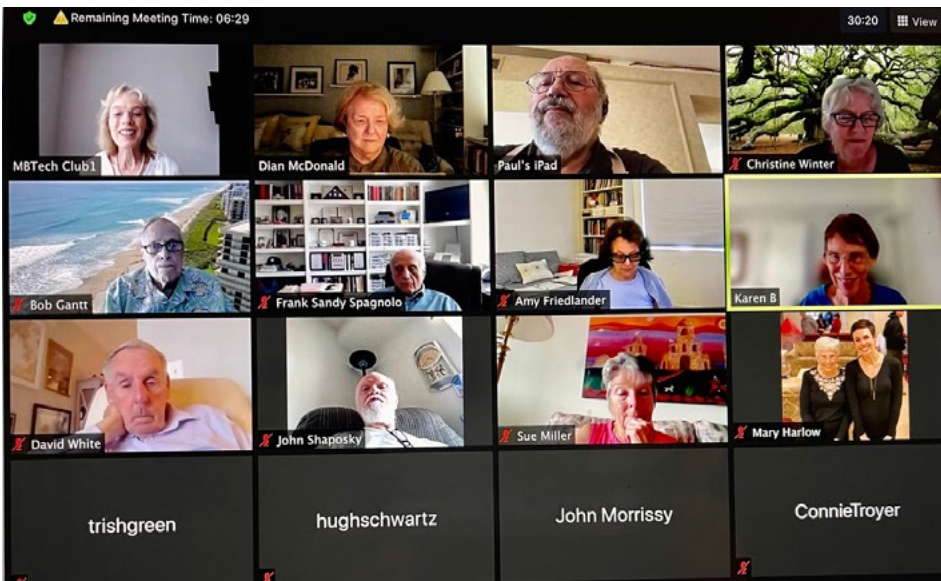 Remaining Meeting Time: 06:29
30:20
View
MBTech Club1
Dian McDonald
Paul's iPad
Christine Winter
Bob Gantt
Frank Sandy Spagnolo
Amy Friedlander
Karen B
David White
John Shaposky
Sue Miller
Mary Harlow
trishgreen
hughschwartz
John Morrissy
ConnieTroyer